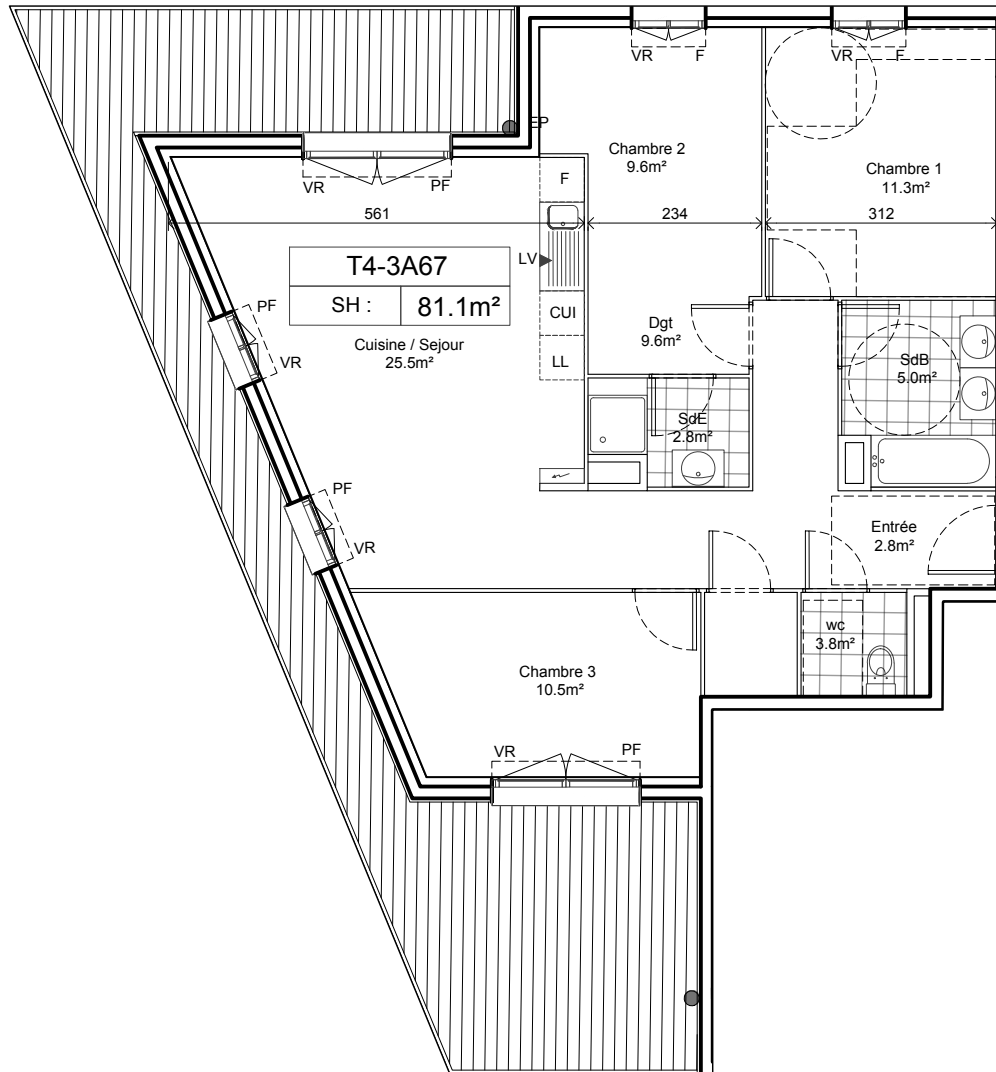 VR F
VR F
EP
VR PF
F
Chambre 2
9.6m²
Chambre 1
11.3m²
561
234
312
T4-3A67
SH : 81.1m²
LV
CUI
LL
Cuisine / Sejour
25.5m²
PF
VR
Dgt
9.6m²
SdB
5.0m²
SdE
2.8m²
PF
VR
Entrée
2.8m²
wc
3.8m²
Chambre 3
10.5m²
VR PF